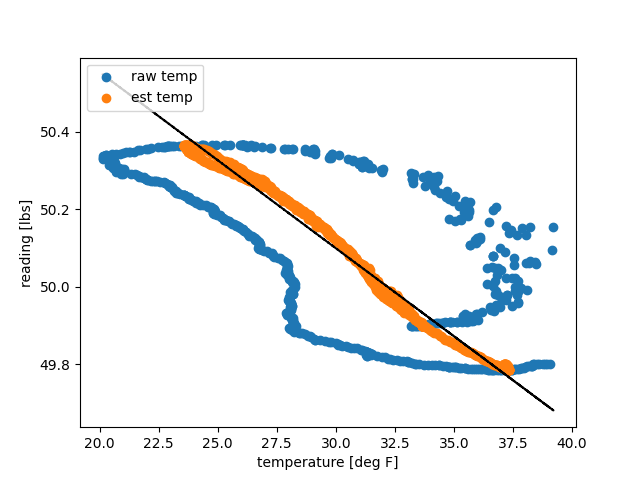 raw temp
est temp
50.4
50.2
50.0
49.8
reading [lbs]
20.0 22.5 25.0 27.5 30.0 32.5 35.0 37.5 40.0
temperature [deg F]